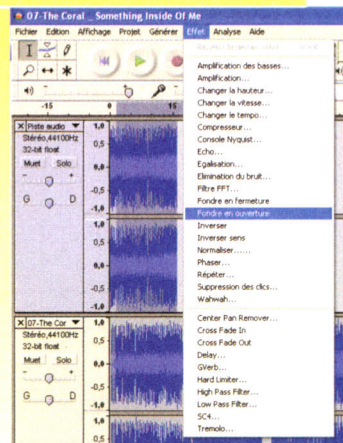 07-The Coral _ Something Inside Of Me
Fichier Edition Affichage Projet Générer Effet Analyse Aide
-15 0 15
Amplification des basses...
Amplification...
Changer la hauteur...
Changer la vitesse...
Changer le tempo...
Compresseur...
Console Nyquist...
Echo...
Egalisation...
Elimination du bruit...
Filtre FFT...
Fondre en fermeture
Fondre en ouverture
Inverser
Inverser sens
Normaliser......
Phaser...
Répéter...
Suppression des clics...
Wahwah...
Center Pan Remover...
Cross Fade In
Cross Fade Out
Delay...
GVerb...
Hard Limiter...
High Pass Filter...
Low Pass Filter...
SC4...
Tremolo...
X Piste audio
Stéréo,44100Hz
32-bit float
Muet Solo
- +
G D
1,0
0,5
0,0
-0,5
-1,0
1,0
0,5
0,0
-0,5
-1,0
X 07-The Cor
Stéréo,44100Hz
32-bit float
Muet Solo
- +
G D
1,0
0,5
0,0
-0,5
-1,0
1,0
0,5